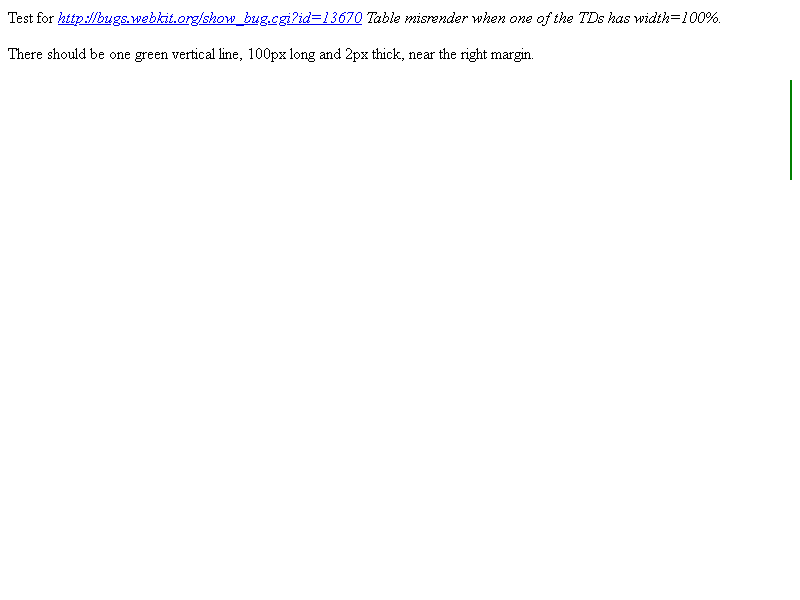 Test for http://bugs.webkit.org/show_bug.cgi?id=13670 Table misrender when one of the TDs has width=100%.
There should be one green vertical line, 100px long and 2px thick, near the right margin.